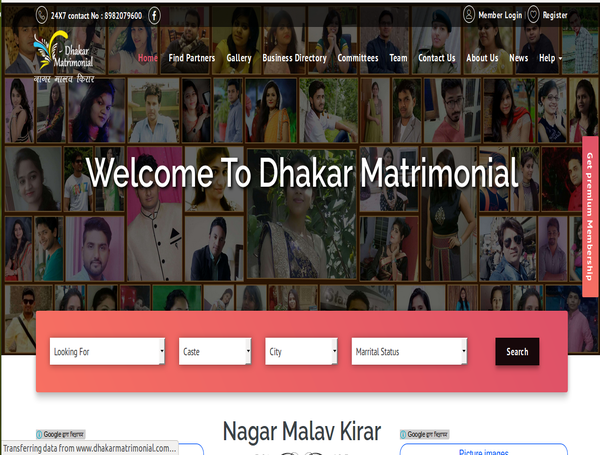 24X7 contact No : 8982079600
Member Login
Register
Dhakar
Matrimonial
नागर मालव किरार
Home
Find Partners
Gallery
Business Directory
Committees
Team
Contact Us
About Us
News
Help
Welcome To Dhakar Matrimonial
Get premium Membership
Looking For
Caste
City
Marrital Status
Search
Nagar Malav Kirar
Google
Google
Picture images
Transferring data from www.dhakarmatrimonial.com...